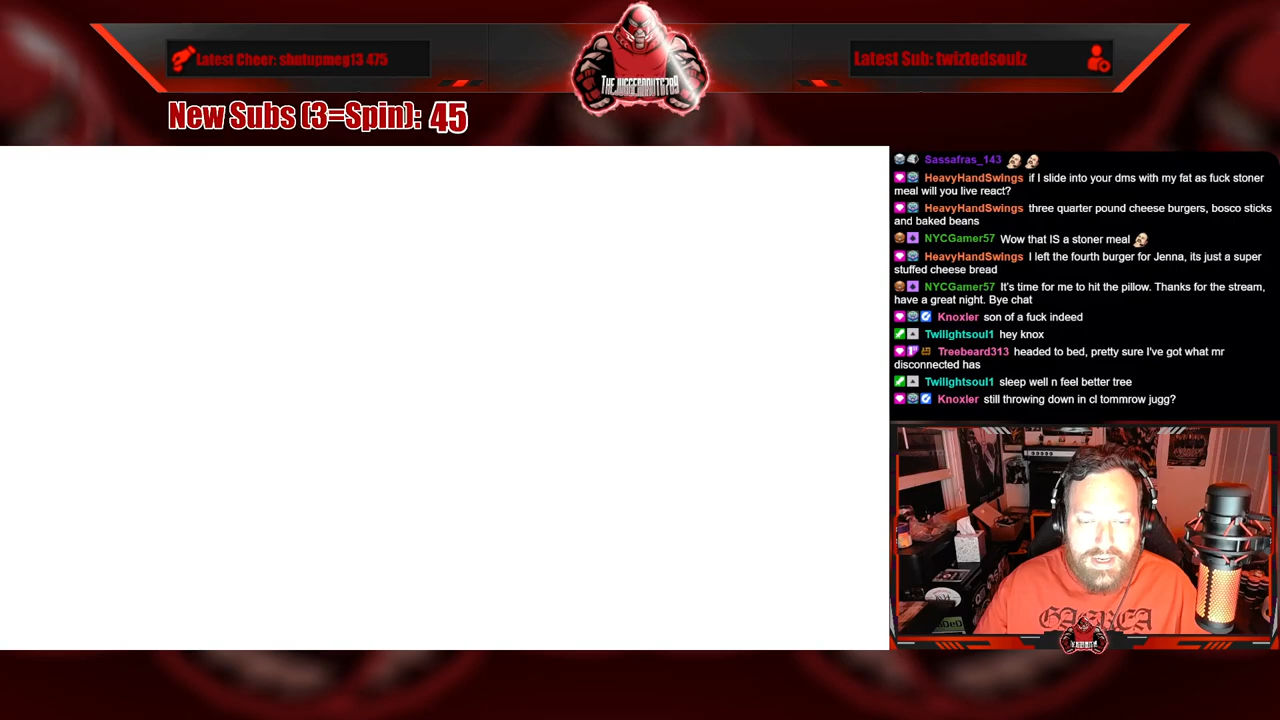 Latest Cheer: shutupmeg13 475
THEJUGGERNAUT6789
Latest Sub: twiztedsoulz
New Subs (3=Spin): 45
Sassafras_143
HeavyHandSwings if I slide into your dms with my fat as fuck stoner
meal will you live react?
HeavyHandSwings three quarter pound cheese burgers, bosco sticks
and baked beans
NYCGamer57 Wow that IS a stoner meal
HeavyHandSwings I left the fourth burger for Jenna, its just a super
stuffed cheese bread
NYCGamer57 It's time for me to hit the pillow. Thanks for the stream,
have a great night. Bye chat
Knoxler son of a fuck indeed
Twilightsoul1 hey knox
Treebeard313 headed to bed, pretty sure I've got what mr
disconnected has
Twilightsoul1 sleep well n feel better tree
Knoxler still throwing down in cl tommrow jugg?
GAEREA